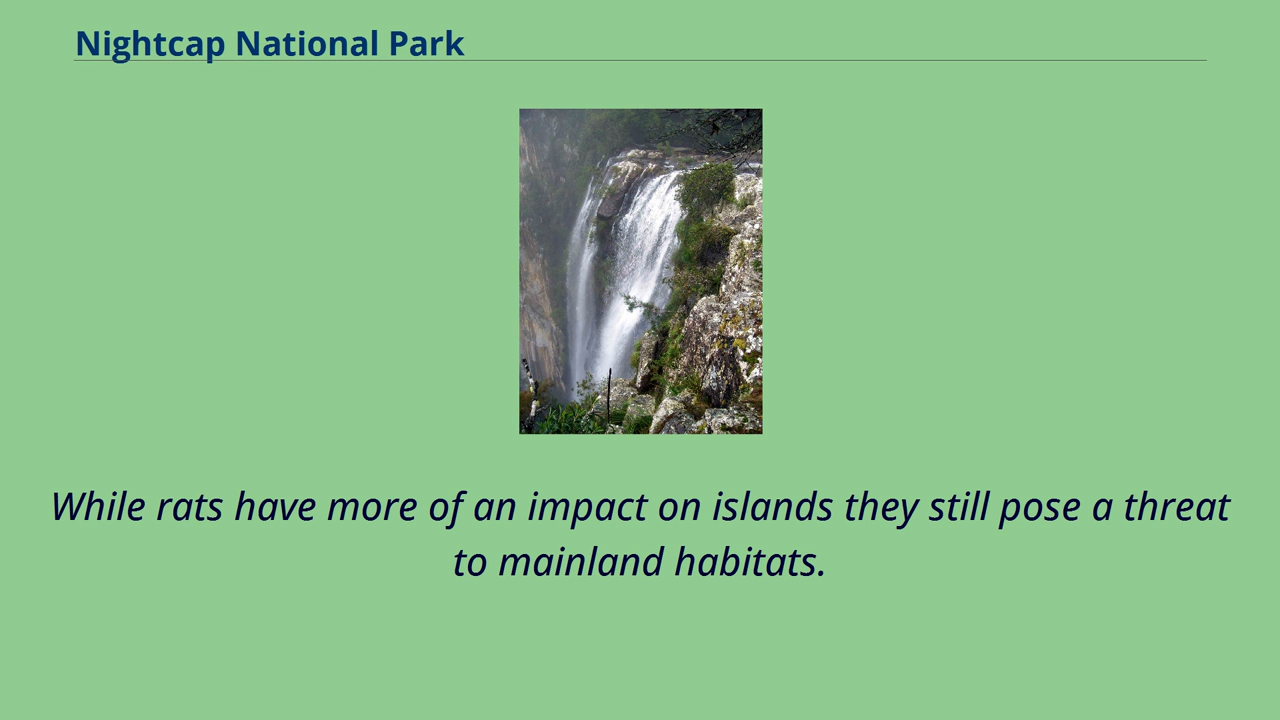 Nightcap National Park
While rats have more of an impact on islands they still pose a threat
to mainland habitats.